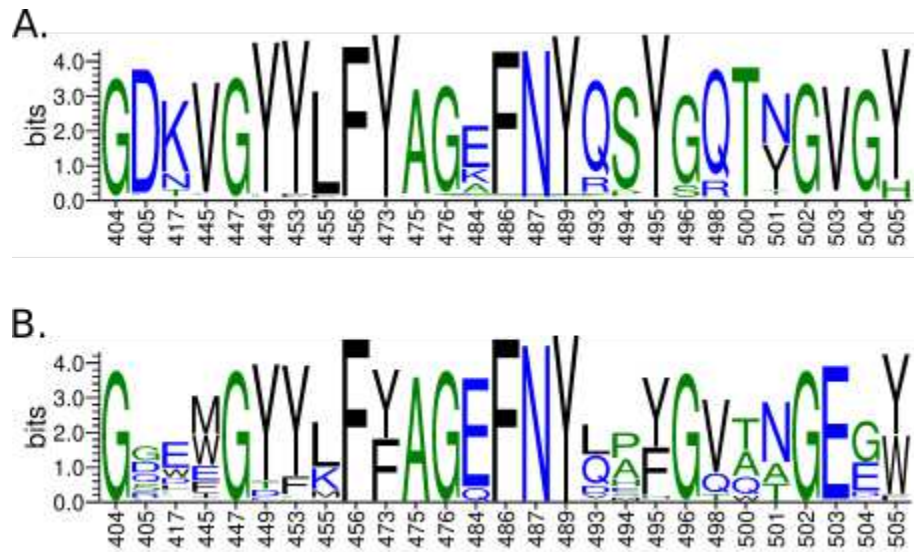 A.
4.0
3.0
2.0
1.0
0.0
bits
G D K N V G Y Y L F Y A G E K A F N Y Q R S Y G S Q R T N Y G V G Y H
404 405 417 445 447 449 453 455 456 473 475 476 484 486 487 489 493 494 495 496 498 500 501 502 503 504 505
B.
4.0
3.0
2.0
1.0
0.0
bits
G G E M W E G Y Y F L K F Y F A G E Q F N Y L Q P A Y F G V Q T A Q N A G E G E Y W
404 405 417 445 447 449 453 455 456 473 475 476 484 486 487 489 493 494 495 496 498 500 501 502 503 504 505